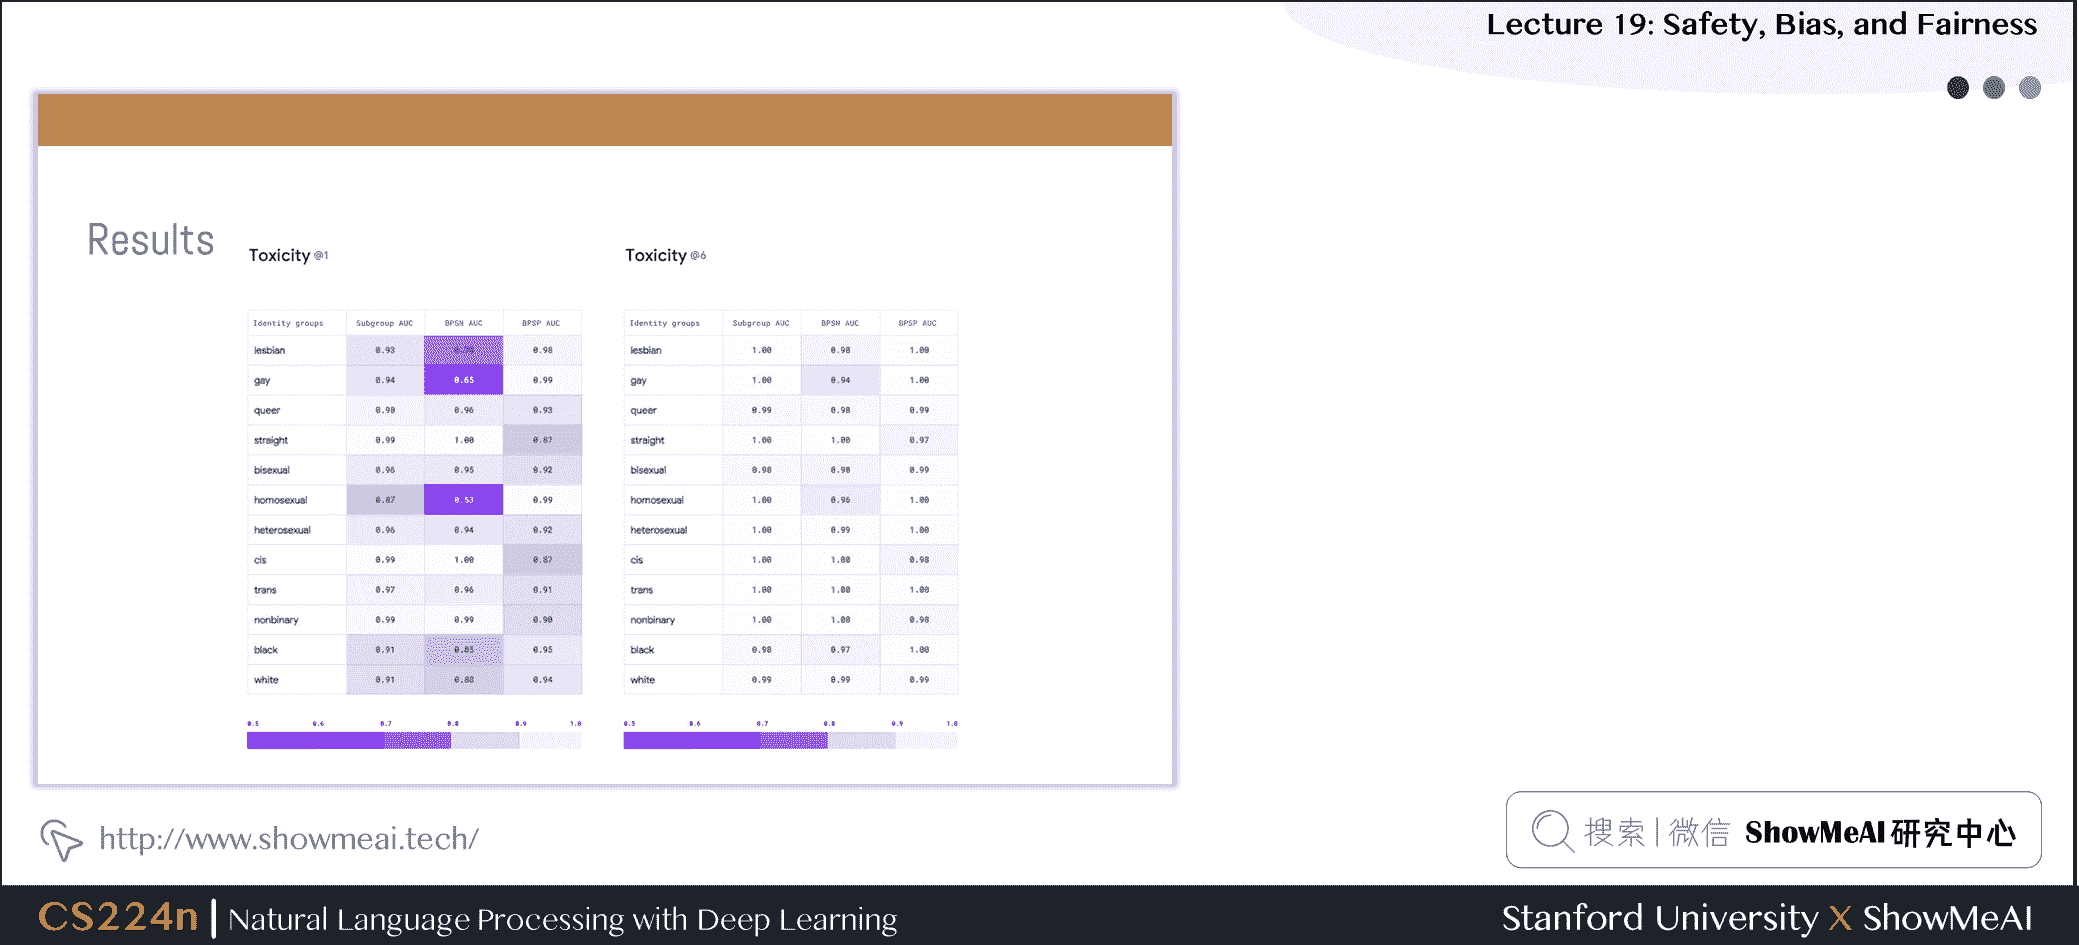 Lecture 19: Safety, Bias, and Fairness
Results
Toxicity @1
Identity groups Subgroup AUC BPSN AUC BPSP AUC
lesbian 0.93 0.98
gay 0.94 0.65 0.99
queer 0.98 0.96 0.93
straight 0.99 1.00 0.87
bisexual 0.96 0.95 0.92
homosexual 0.87 0.53 0.99
heterosexual 0.96 0.94 0.92
cis 0.99 1.00 0.87
trans 0.97 0.96 0.91
nonbinary 0.99 0.99 0.90
black 0.91 0.85 0.95
white 0.91 0.88 0.94
0.5 0.6 0.7 0.8 0.9 1.0
Toxicity @6
Identity groups Subgroup AUC BPSN AUC BPSP AUC
lesbian 1.00 0.98 1.00
gay 1.00 0.94 1.00
queer 0.99 0.98 0.99
straight 1.00 1.00 0.97
bisexual 0.98 0.98 0.99
homosexual 1.00 0.96 1.00
heterosexual 1.00 0.99 1.00
cis 1.00 1.00 0.98
trans 1.00 1.00 1.00
nonbinary 1.00 1.00 0.98
black 0.98 0.97 1.00
white 0.99 0.99 0.99
0.5 0.6 0.7 0.8 0.9 1.0
http://www.showmeai.tech/
搜索 | 微信 ShowMeAI 研究中心
CS224n | Natural Language Processing with Deep Learning
Stanford University X ShowMeAI